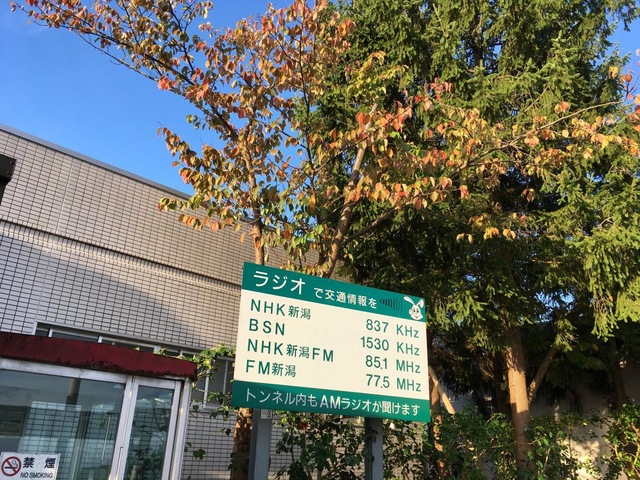 ラジオで交通情報を
NHK新潟 837 KHz
BSN 1530 KHz
NHK新潟FM 85.1 MHz
FM新潟 77.5 MHz
トンネル内もAMラジオが聞けます
禁煙
NO SMOKING